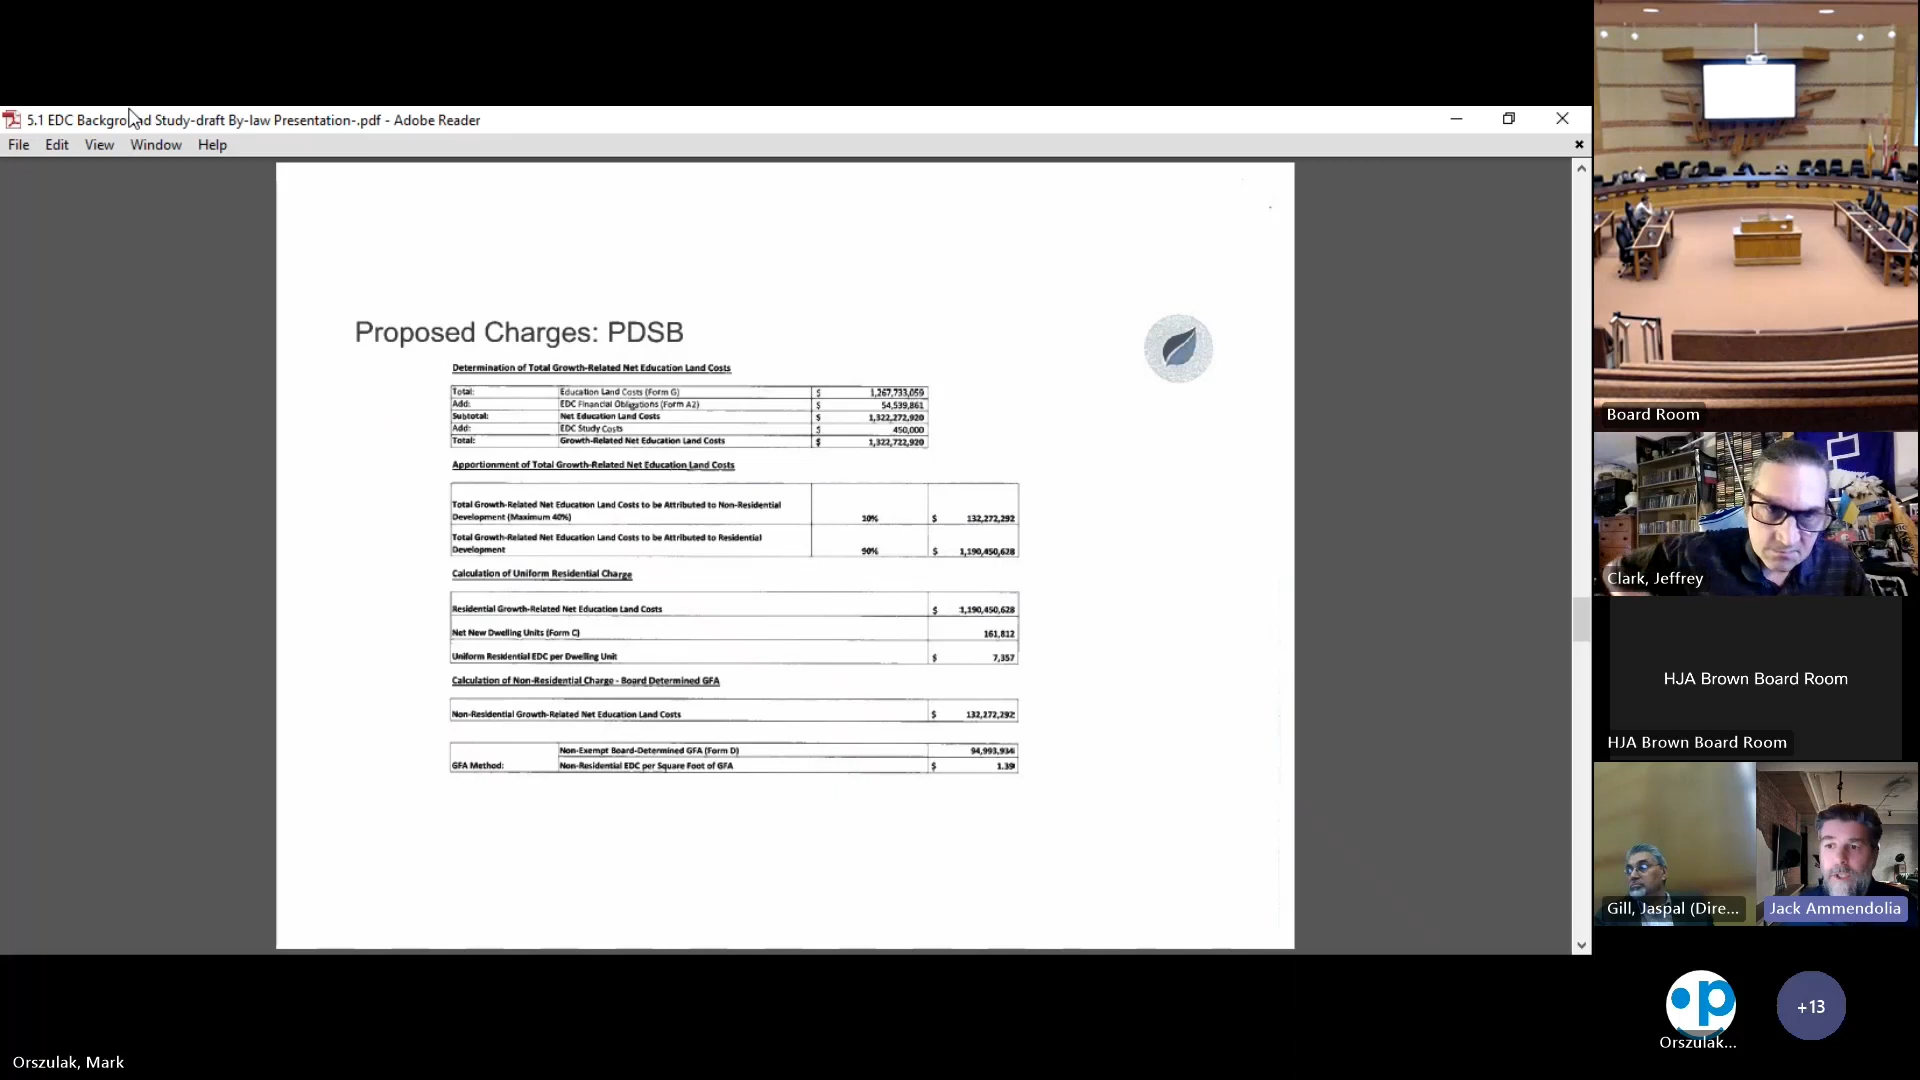 5.1 EDC Background Study-draft By-law Presentation-.pdf - Adobe Reader
File Edit View Window Help
Proposed Charges: PDSB
Determination of Total Growth-Related Net Education Land Costs
Total: Education Land Costs (Form G) $ 1,267,733,059
Add: EDC Financial Obligations (Form A2) $ 54,539,861
Subtotal: Net Education Land Costs $ 1,322,272,920
Add: EDC Study Costs $ 450,000
Total: Growth-Related Net Education Land Costs $ 1,322,722,920
Apportionment of Total Growth-Related Net Education Land Costs
Total Growth-Related Net Education Land Costs to be Attributed to Non-Residential
Development (Maximum 40%) 10% $ 132,272,292
Total Growth-Related Net Education Land Costs to be Attributed to Residential
Development 90% $ 1,190,450,628
Calculation of Uniform Residential Charge
Residential Growth-Related Net Education Land Costs $ 1,190,450,628
Net New Dwelling Units (Form C) 161,812
Uniform Residential EDC per Dwelling Unit $ 7,357
Calculation of Non-Residential Charge - Board Determined GFA
Non-Residential Growth-Related Net Education Land Costs $ 132,272,292
Non-Exempt Board-Determined GFA (Form D) 94,993,934
GFA Method: Non-Residential EDC per Square Foot of GFA $ 1.39
Board Room
Clark, Jeffrey
HJA Brown Board Room
HJA Brown Board Room
Gill, Jaspal (Dire...
Jack Ammendolia
p
Orszulak...
+13
Orszulak, Mark